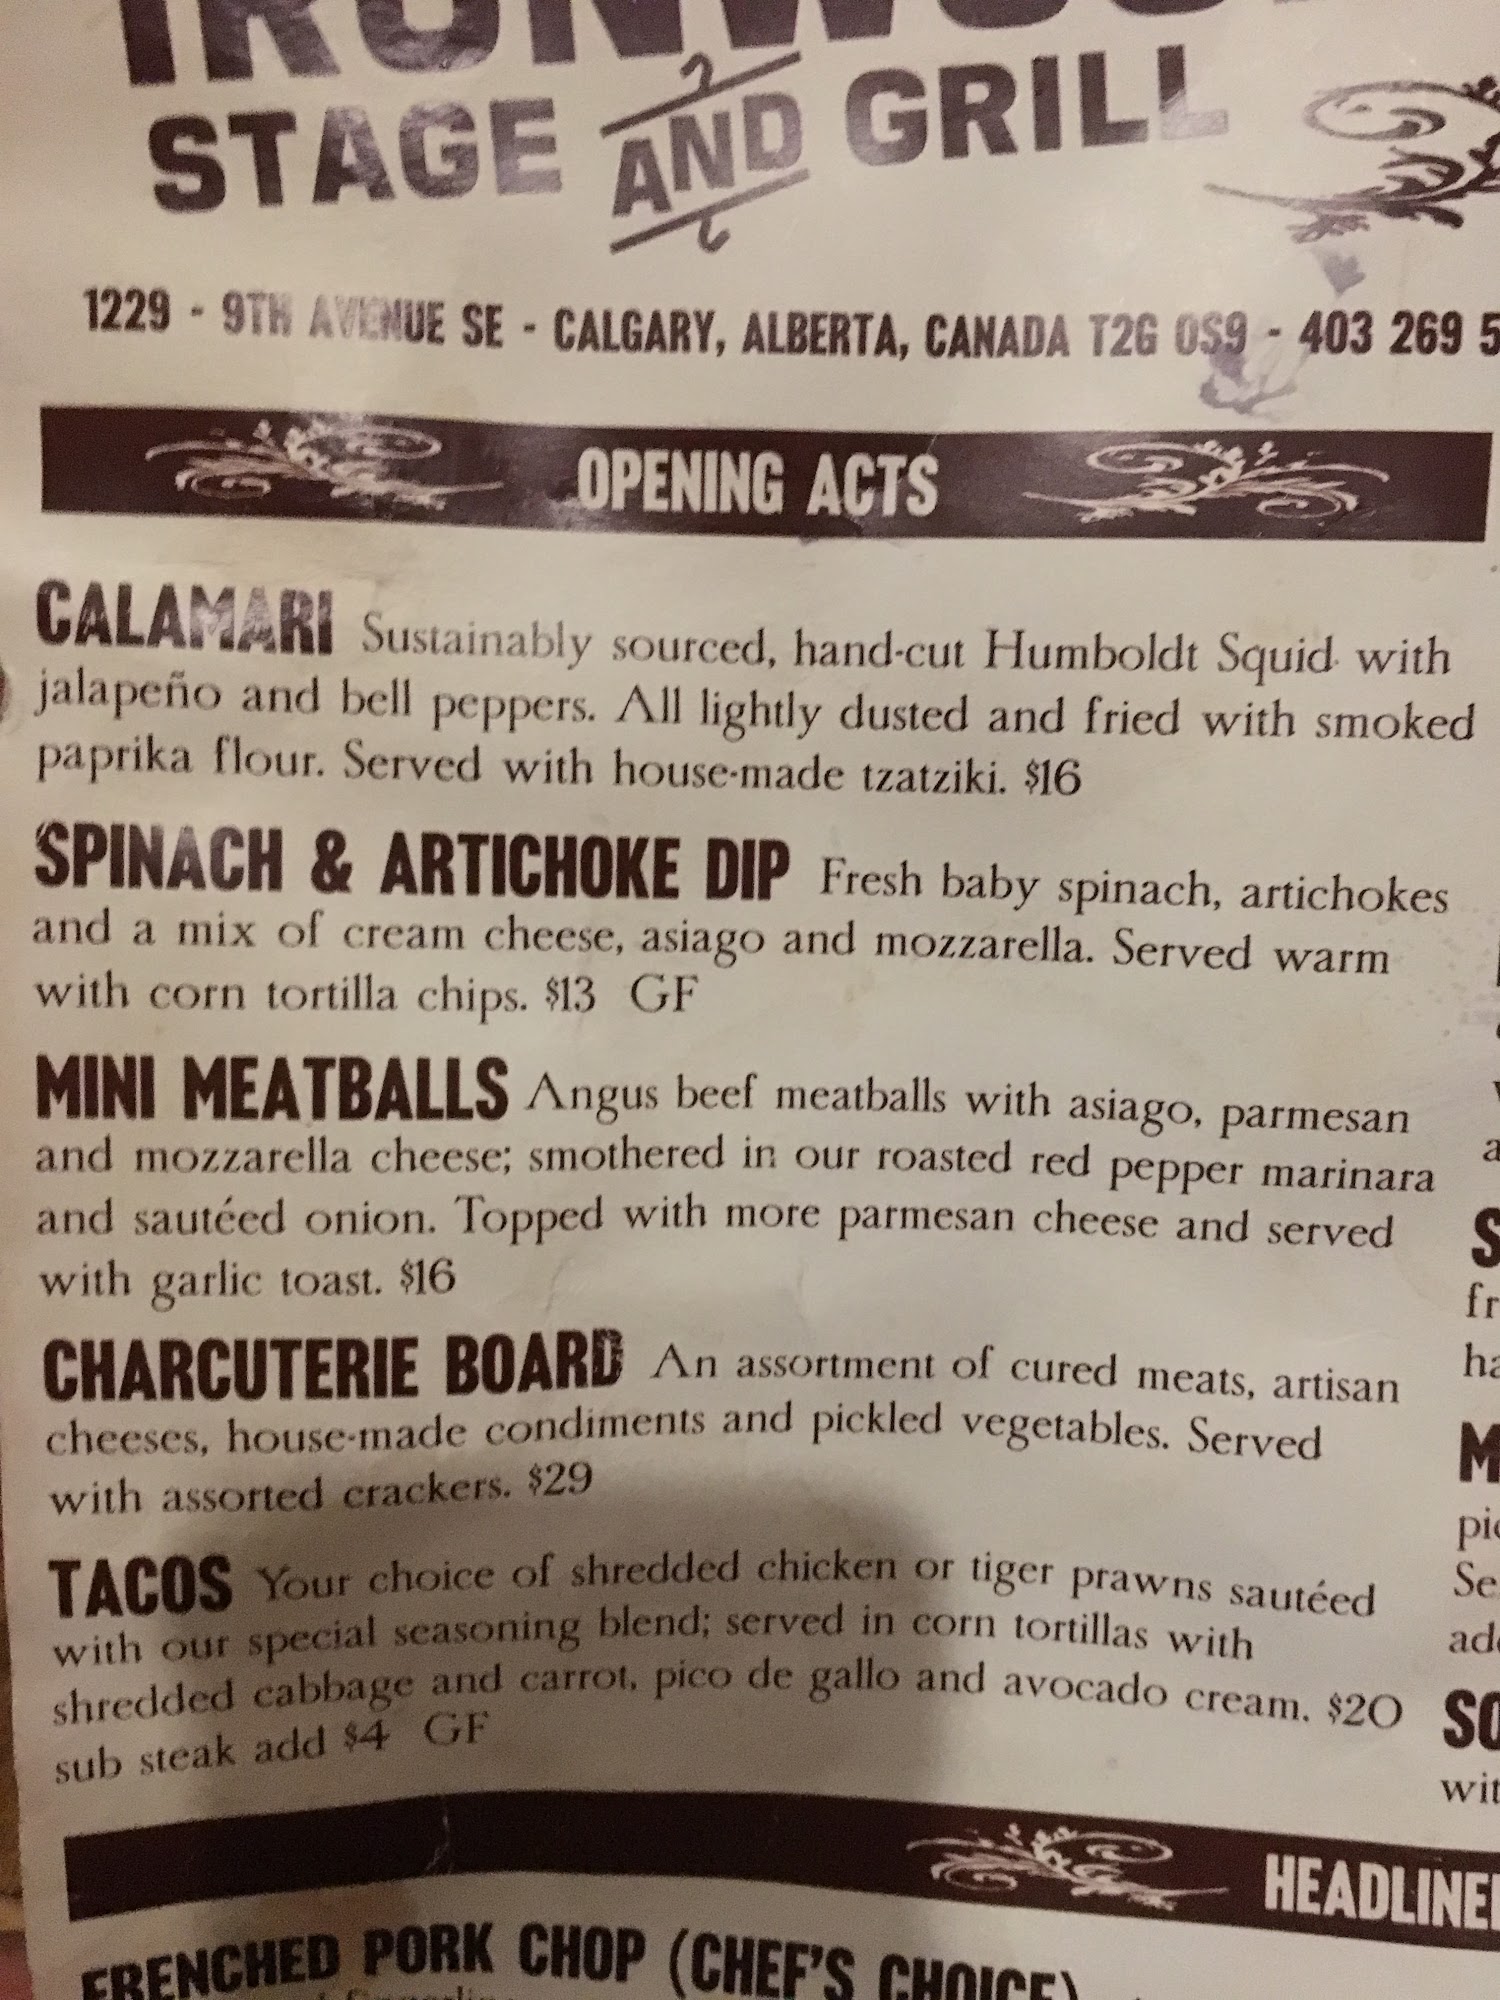 STAGE AND GRILL
1229 - 9TH AVENUE SE - CALGARY, ALBERTA, CANADA T2G 0S9 - 403 269 5
OPENING ACTS
CALAMARI Sustainably sourced, hand-cut Humboldt Squid with
jalapeño and bell peppers. All lightly dusted and fried with smoked
paprika flour. Served with house-made tzatziki. $16
SPINACH & ARTICHOKE DIP Fresh baby spinach, artichokes
and a mix of cream cheese, asiago and mozzarella. Served warm
with corn tortilla chips. $13 GF
MINI MEATBALLS Angus beef meatballs with asiago, parmesan
and mozzarella cheese; smothered in our roasted red pepper marinara
and sautéed onion. Topped with more parmesan cheese and served
with garlic toast. $16
CHARCUTERIE BOARD An assortment of cured meats, artisan
cheeses, house-made condiments and pickled vegetables. Served
with assorted crackers. $29
TACOS Your choice of shredded chicken or tiger prawns sautéed
with our special seasoning blend; served in corn tortillas with
shredded cabbage and carrot, pico de gallo and avocado cream. $20
sub steak add $4 GF
HEADLINE
FRENCHED PORK CHOP (CHEF'S CHOICE)